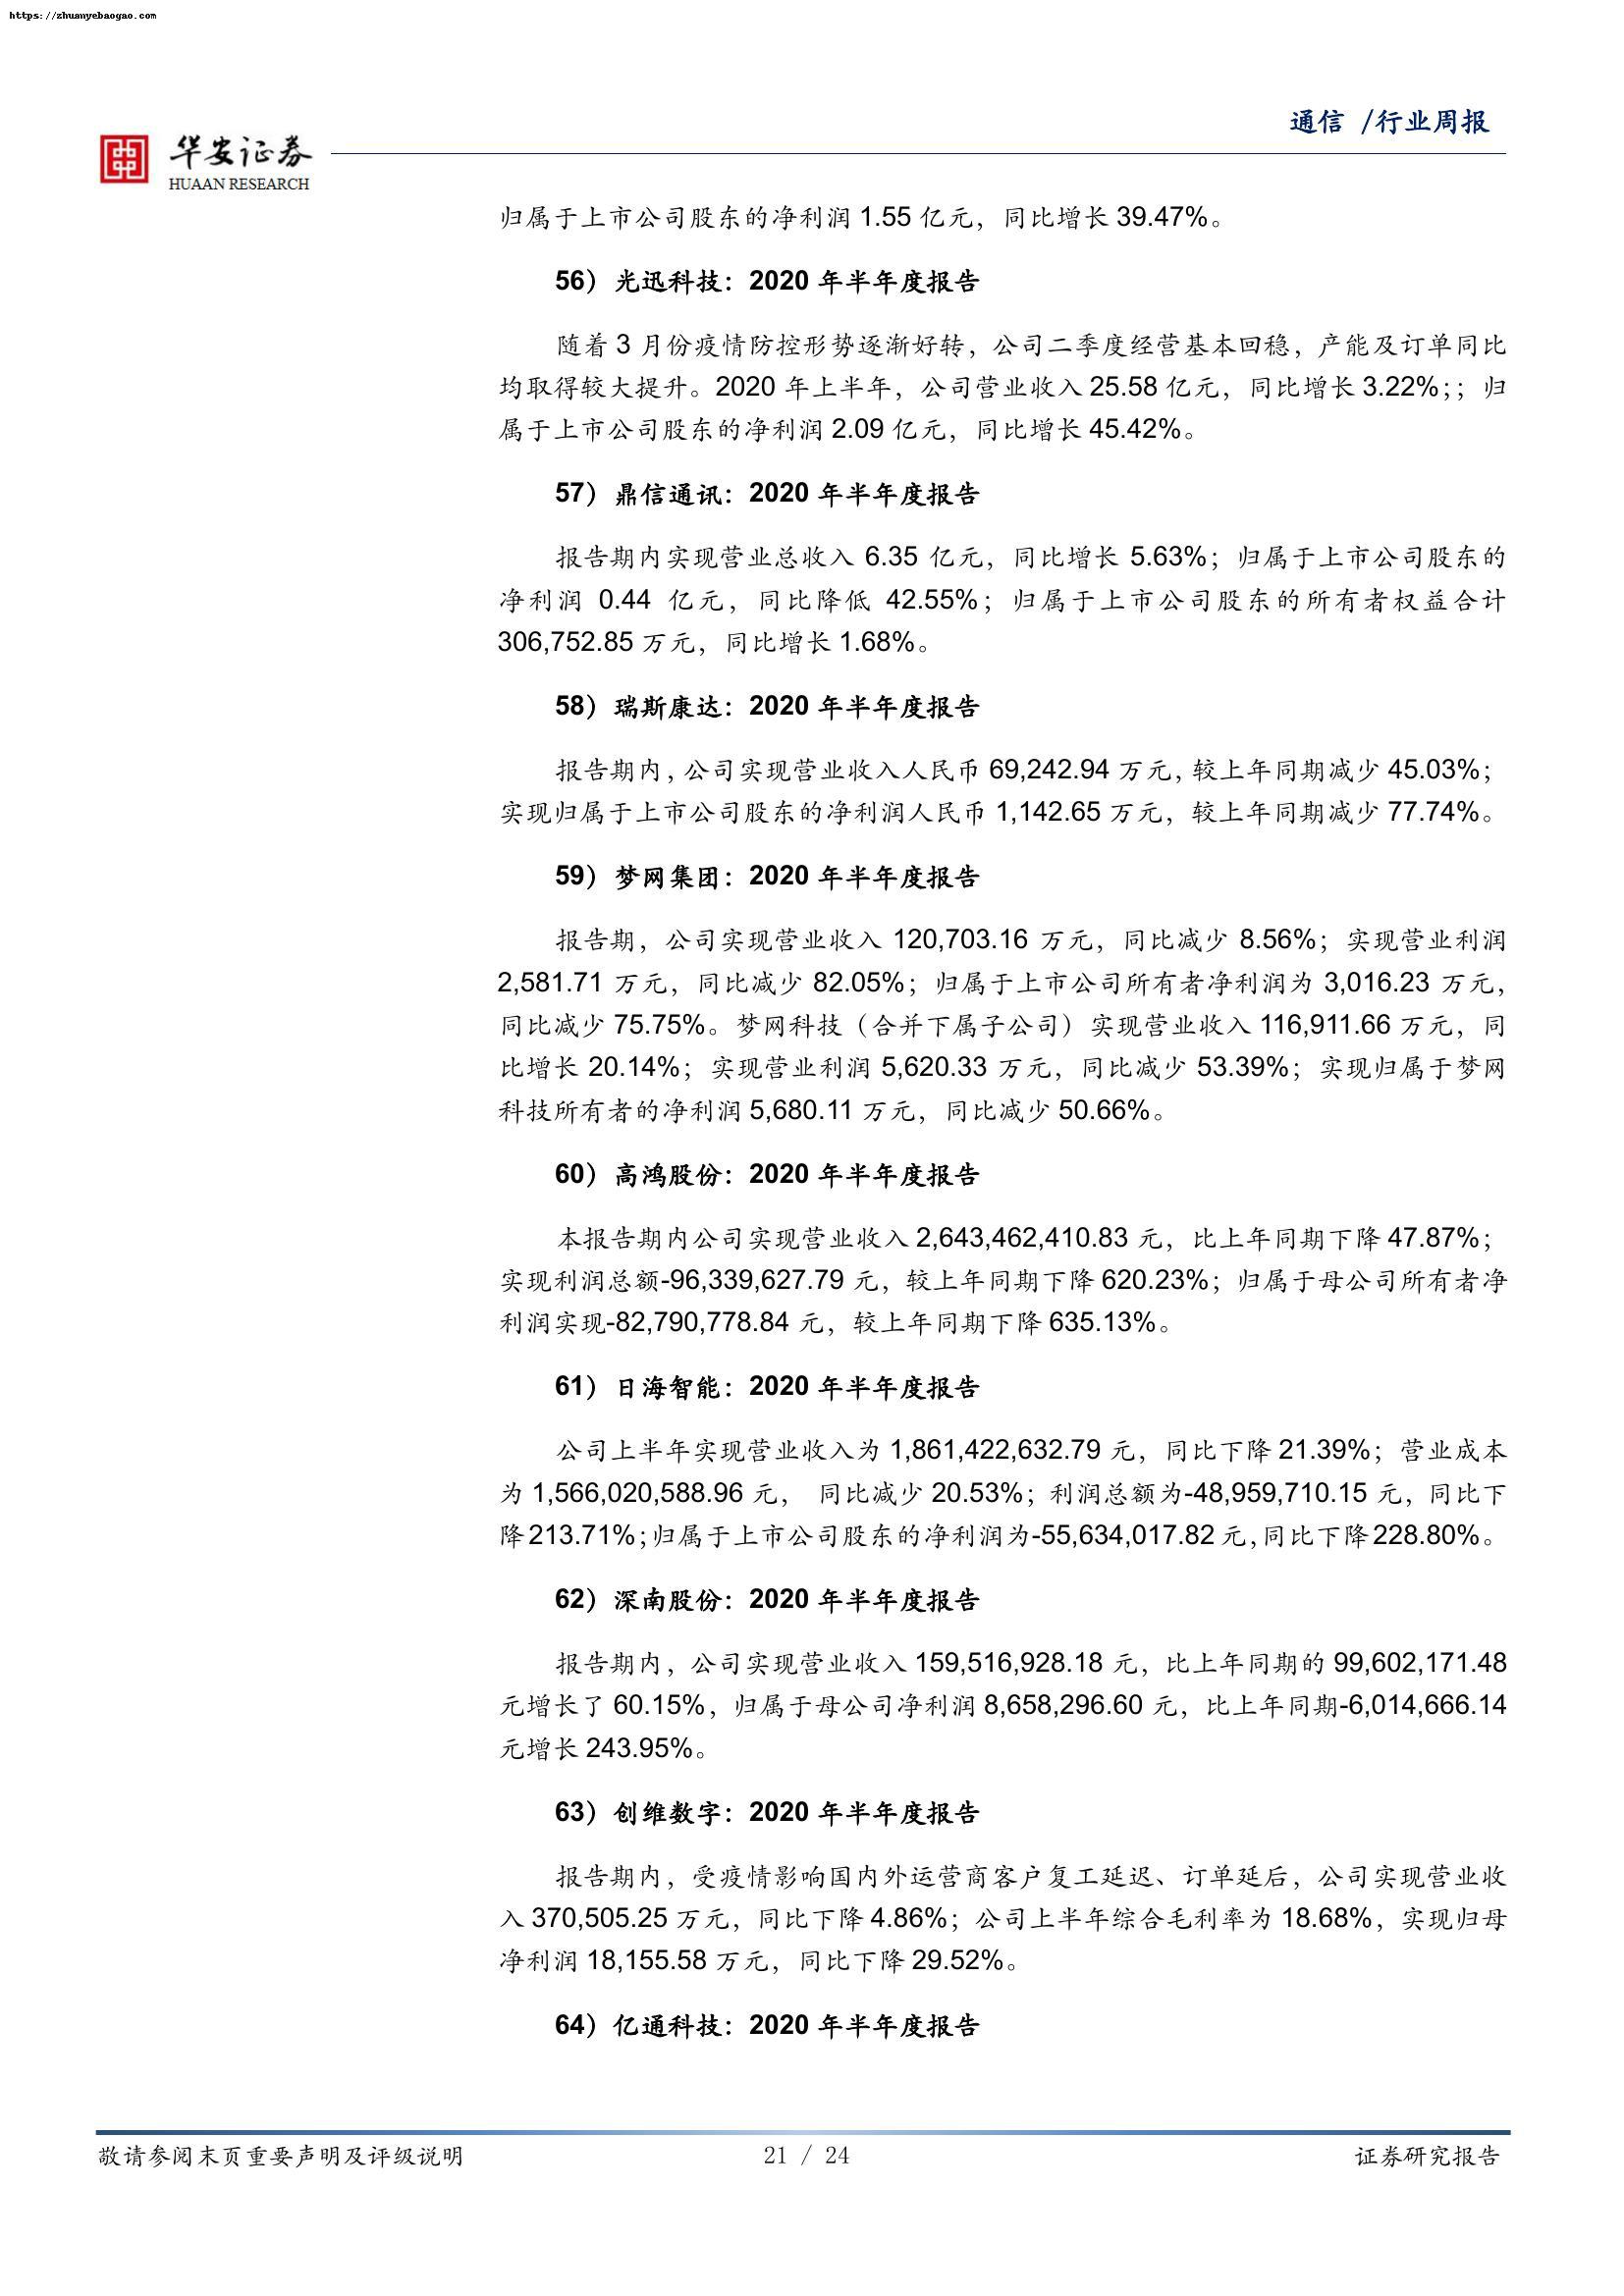 https://zhuanyebaogao.com
通信 /行业周报
华安证券
HUAAN RESEARCH
归属于上市公司股东的净利润 1.55 亿元，同比增长 39.47%。
56）光迅科技：2020 年半年度报告
随着 3 月份疫情防控形势逐渐好转，公司二季度经营基本回稳，产能及订单同比
均取得较大提升。2020 年上半年，公司营业收入 25.58 亿元，同比增长 3.22%；；归
属于上市公司股东的净利润 2.09 亿元，同比增长 45.42%。
57）鼎信通讯：2020 年半年度报告
报告期内实现营业总收入 6.35 亿元，同比增长 5.63%；归属于上市公司股东的
净利润 0.44 亿元，同比降低 42.55%；归属于上市公司股东的所有者权益合计
306,752.85 万元，同比增长 1.68%。
58）瑞斯康达：2020 年半年度报告
报告期内，公司实现营业收入人民币 69,242.94 万元，较上年同期减少 45.03%；
实现归属于上市公司股东的净利润人民币 1,142.65 万元，较上年同期减少 77.74%。
59）梦网集团：2020 年半年度报告
报告期，公司实现营业收入 120,703.16 万元，同比减少 8.56%；实现营业利润
2,581.71 万元，同比减少 82.05%；归属于上市公司所有者净利润为 3,016.23 万元，
同比减少 75.75%。梦网科技（合并下属子公司）实现营业收入 116,911.66 万元，同
比增长 20.14%；实现营业利润 5,620.33 万元，同比减少 53.39%；实现归属于梦网
科技所有者的净利润 5,680.11 万元，同比减少 50.66%。
60）高鸿股份：2020 年半年度报告
本报告期内公司实现营业收入 2,643,462,410.83 元，比上年同期下降 47.87%；
实现利润总额-96,339,627.79 元，较上年同期下降 620.23%；归属于母公司所有者净
利润实现-82,790,778.84 元，较上年同期下降 635.13%。
61）日海智能：2020 年半年度报告
公司上半年实现营业收入为 1,861,422,632.79 元，同比下降 21.39%；营业成本
为 1,566,020,588.96 元， 同比减少 20.53%；利润总额为-48,959,710.15 元，同比下
降 213.71%；归属于上市公司股东的净利润为-55,634,017.82 元，同比下降 228.80%。
62）深南股份：2020 年半年度报告
报告期内，公司实现营业收入 159,516,928.18 元，比上年同期的 99,602,171.48
元增长了 60.15%，归属于母公司净利润 8,658,296.60 元，比上年同期-6,014,666.14
元增长 243.95%。
63）创维数字：2020 年半年度报告
报告期内，受疫情影响国内外运营商客户复工延迟、订单延后，公司实现营业收
入 370,505.25 万元，同比下降 4.86%；公司上半年综合毛利率为 18.68%，实现归母
净利润 18,155.58 万元，同比下降 29.52%。
64）亿通科技：2020 年半年度报告
敬请参阅末页重要声明及评级说明
21 / 24
证券研究报告